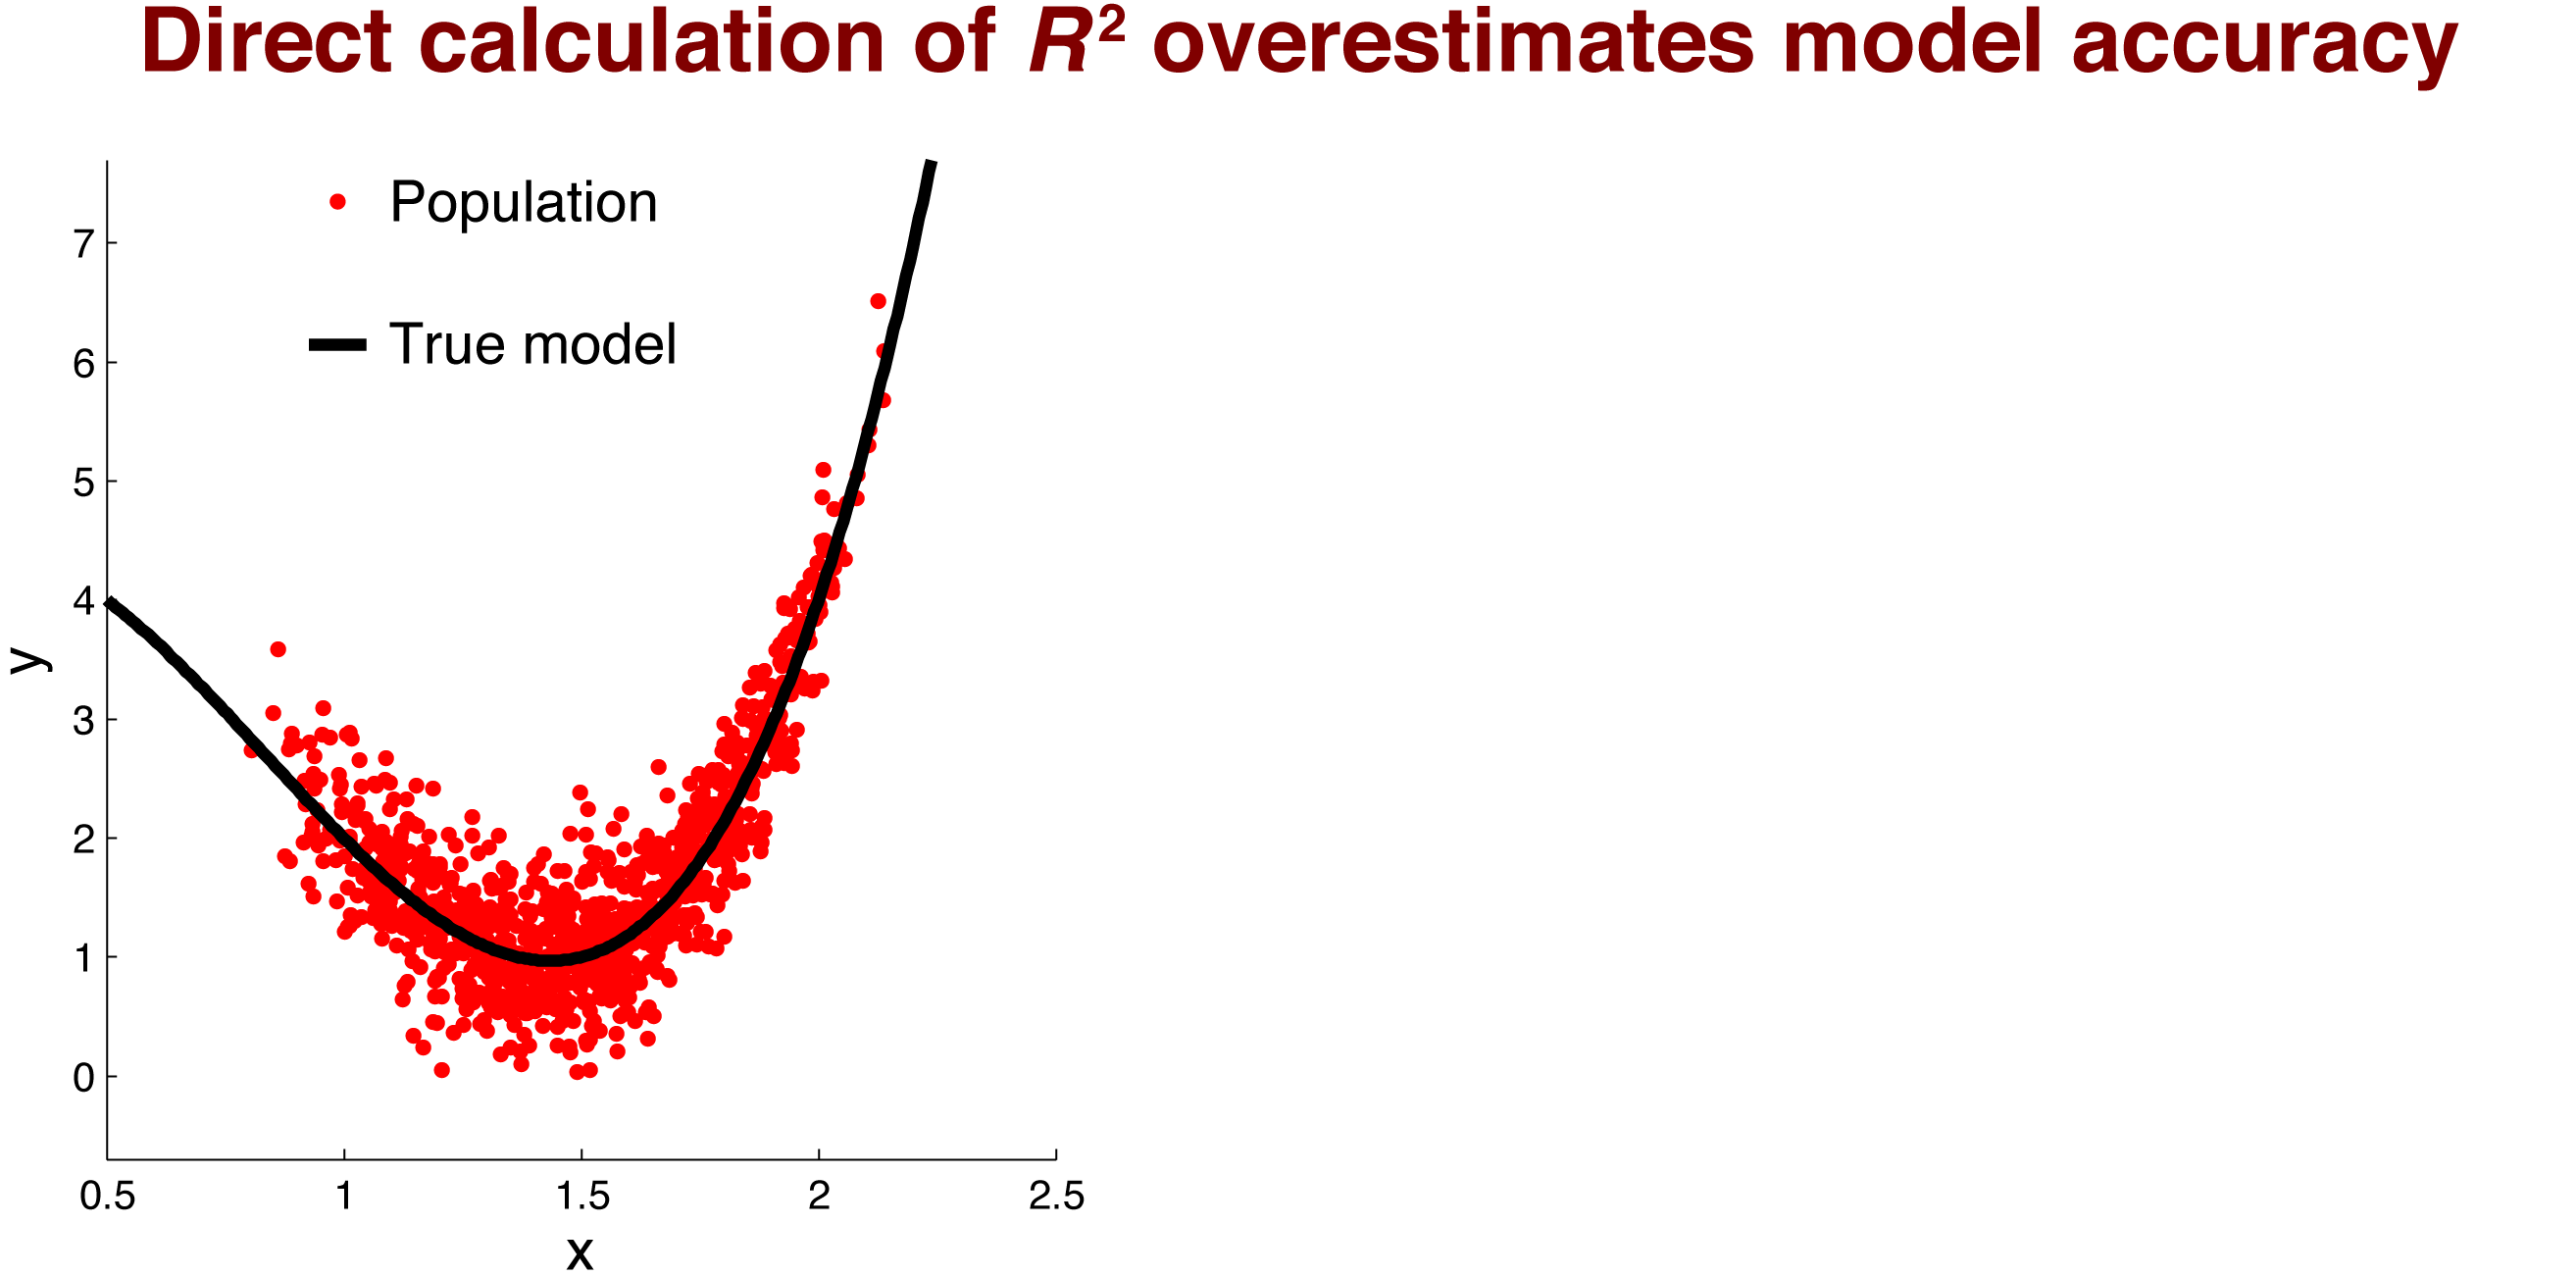 Direct calculation of R² overestimates model accuracy
Population
True model
7
6
5
4
3
2
1
0
y
0.5 1 1.5 2 2.5
x